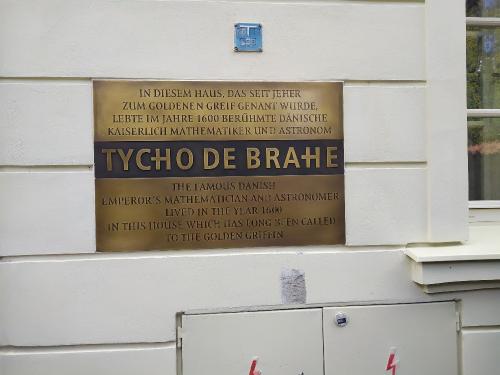 IN DIESEM HAUS, DAS SEIT JEHER
ZUM GOLDENEN GREIF GENANT WURDE,
LEBTE IM JAHRE 1600 BERÜHMTE DÄNISCHE
KAISERLICH MATHEMATIKER UND ASTRONOM
TYCHO DE BRAHE
THE FAMOUS DANISH
EMPEROR'S MATHEMATICIAN AND ASTRONOMER
LIVED IN THE YEAR 1600
IN THIS HOUSE WHICH HAS LONG BEEN CALLED
TO THE GOLDEN GRIFFIN